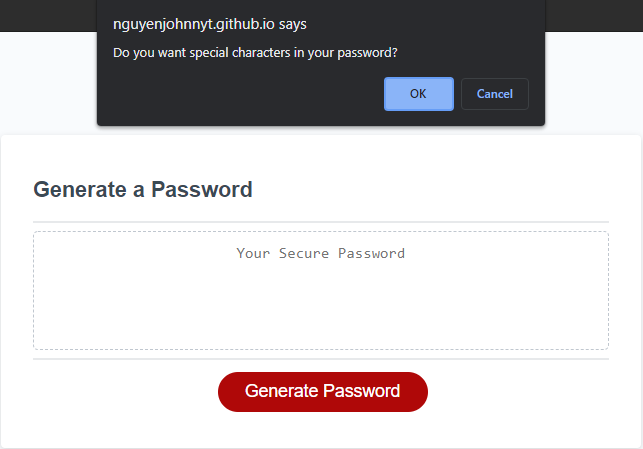 nguyenjohnnyt.github.io says
Do you want special characters in your password?
OK
Cancel
Generate a Password
Your Secure Password
Generate Password